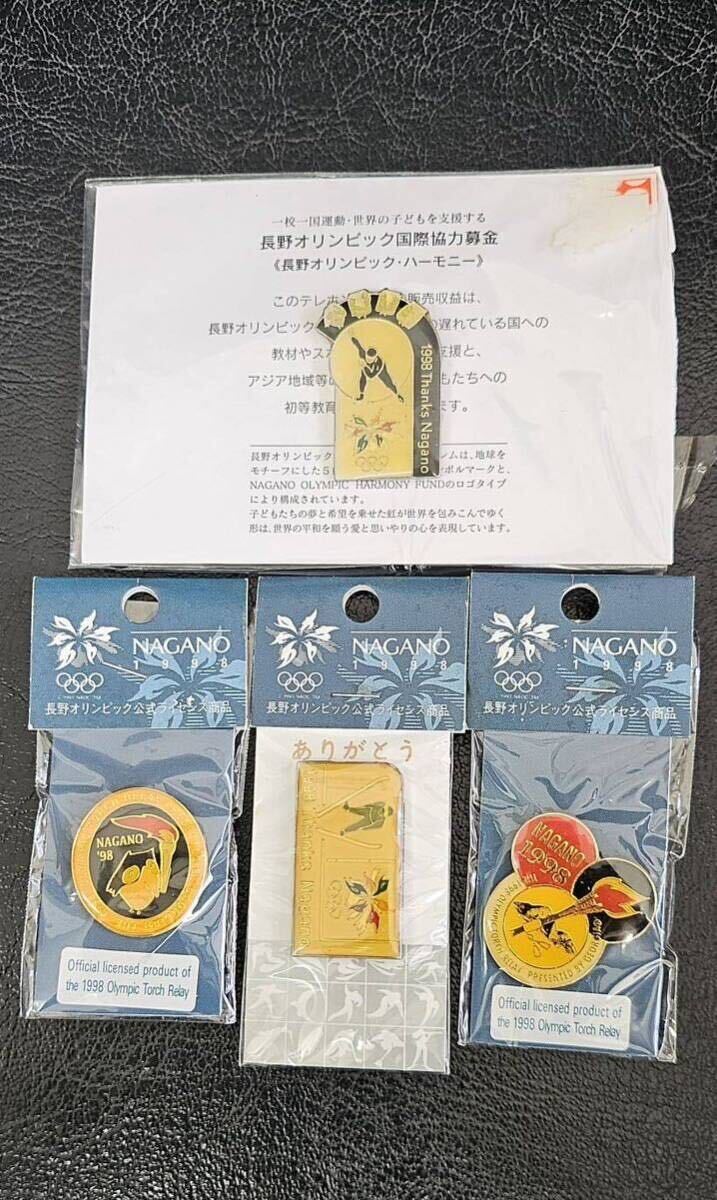 一校一国運動・世界の子どもを支援する
長野オリンピック国際協力募金
《長野オリンピック・ハーモニー》
このテレホン 販売収益は、
長野オリンピック の遅れている国への
教材やスポ 支援と、
アジア地域等の もたちへの
初等教育 ます。
1998 Thanks Nagano
長野オリンピック ムは、地球を
モチーフにした5 ボルマークと、
NAGANO OLYMPIC HARMONY FUNDのロゴタイプ
により構成されています。
子どもたちの夢と希望を乗せた虹が世界を包みこんでゆく
形は、世界の平和を願う愛と思いやりの心を表現しています。
NAGANO
1998
長野オリンピック公式ライセンス商品
NAGANO
'98
Official licensed product of
the 1998 Olympic Torch Relay
NAGANO
1998
長野オリンピック公式ライセンス商品
ありがとう
1998 Thanks Nagano
NAGANO
1998
長野オリンピック公式ライセンス商品
NAGANO
1998
1998 OLYMPIC TORCH RELAY PRESENTED BY
Official licensed product of
the 1998 Olympic Torch Relay